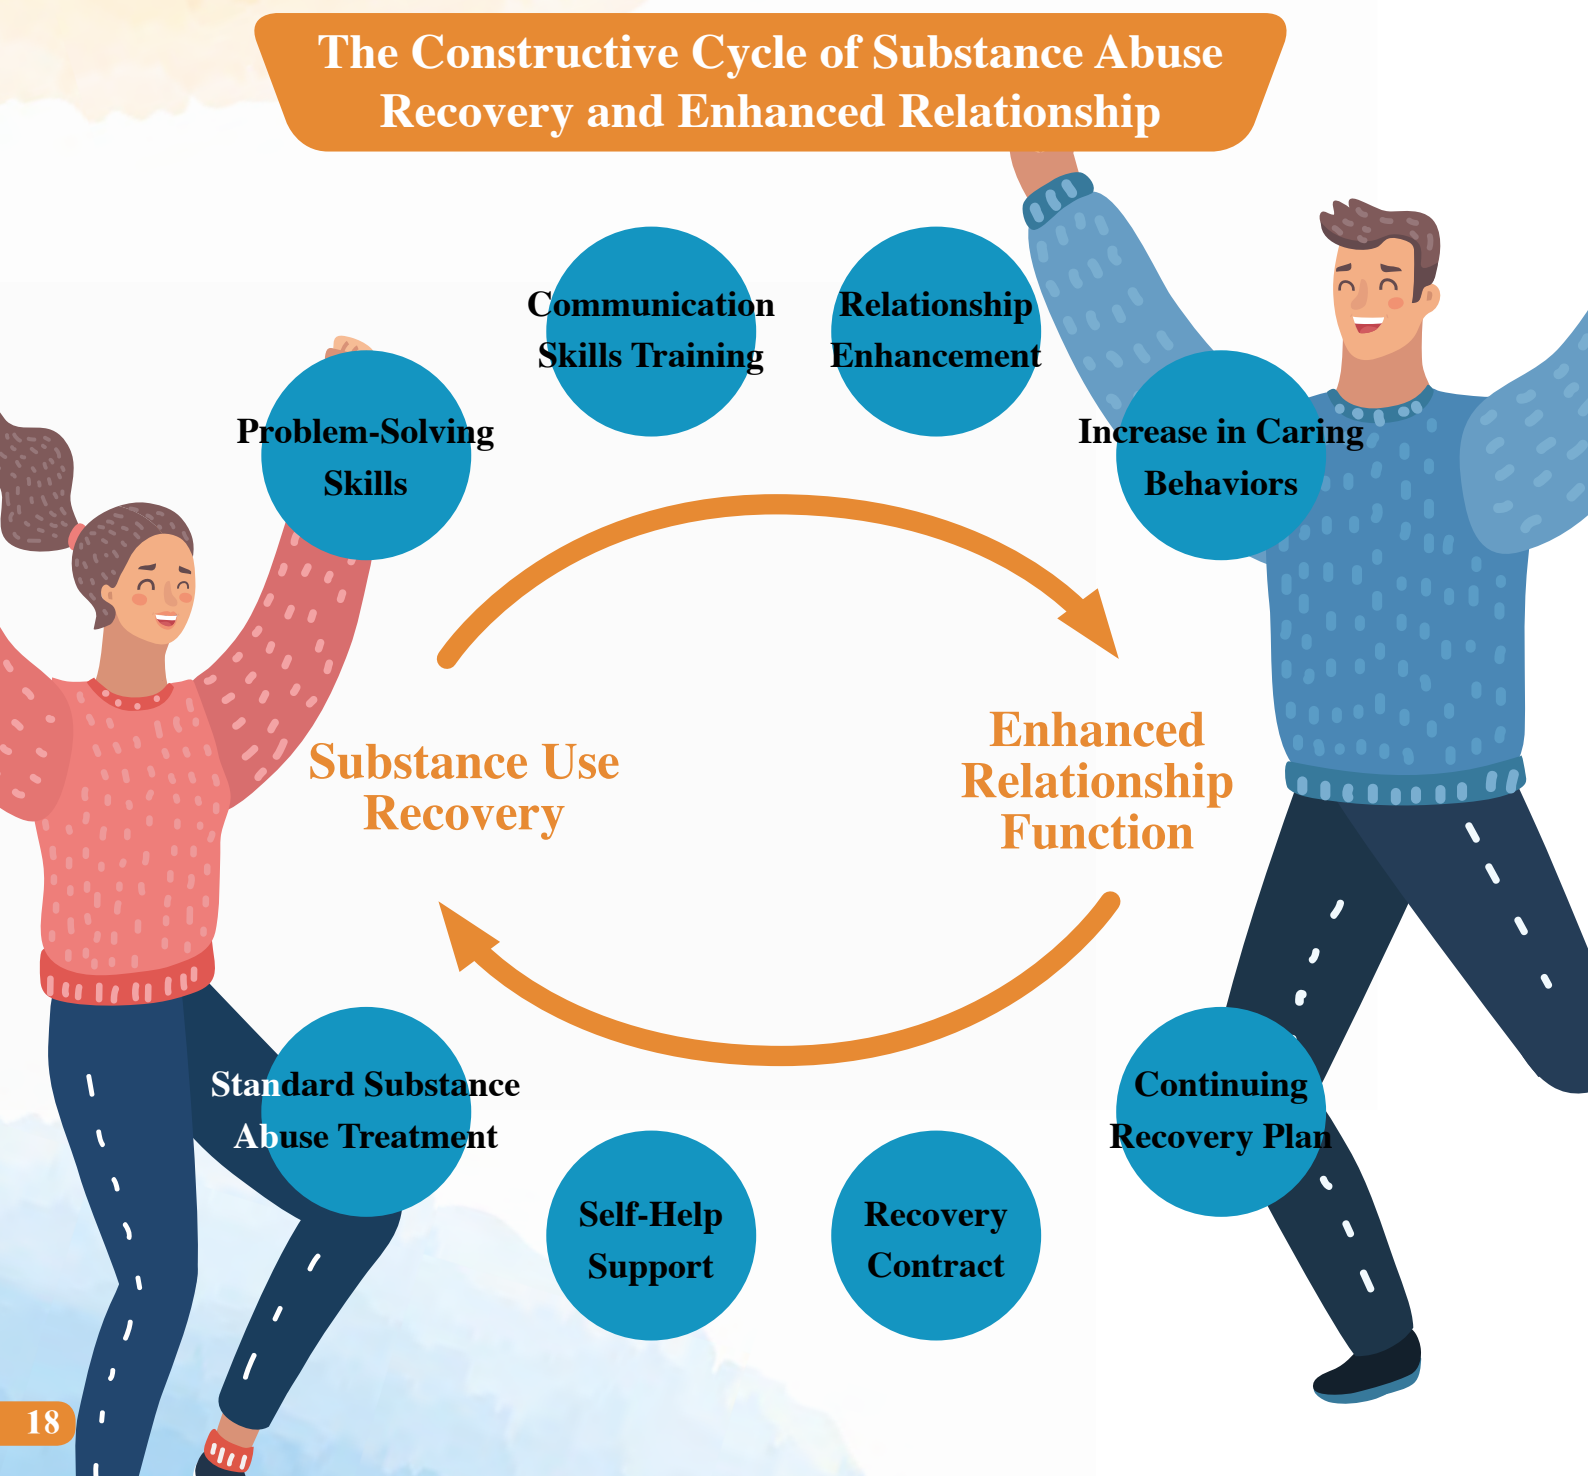 The Constructive Cycle of Substance Abuse
Recovery and Enhanced Relationship
Communication
Skills Training
Relationship
Enhancement
Problem-Solving
Skills
Increase in Caring
Behaviors
Substance Use
Recovery
Enhanced
Relationship
Function
Standard Substance
Abuse Treatment
Continuing
Recovery Plan
Self-Help
Support
Recovery
Contract
18